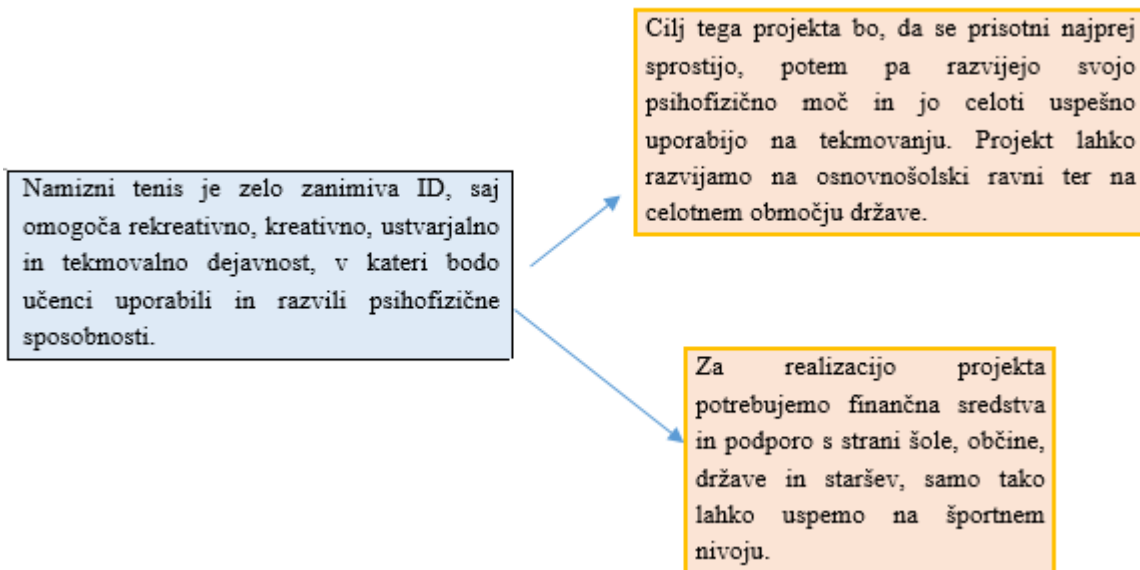 Namizni tenis je zelo zanimiva ID, saj
omogoča rekreativno, kreativno, ustvarjalno
in tekmovalno dejavnost, v kateri bodo
učenci uporabili in razvili psihofizične
sposobnosti.
Cilj tega projekta bo, da se prisotni najprej
sprostijo, potem pa razvijejo svojo
psihofizično moč in jo celoti uspešno
uporabijo na tekmovanju. Projekt lahko
razvijamo na osnovnošolski ravni ter na
celotnem območju države.
Za realizacijo projekta
potrebujemo finančna sredstva
in podporo s strani šole, občine,
države in staršev, samo tako
lahko uspemo na športnem
nivoju.